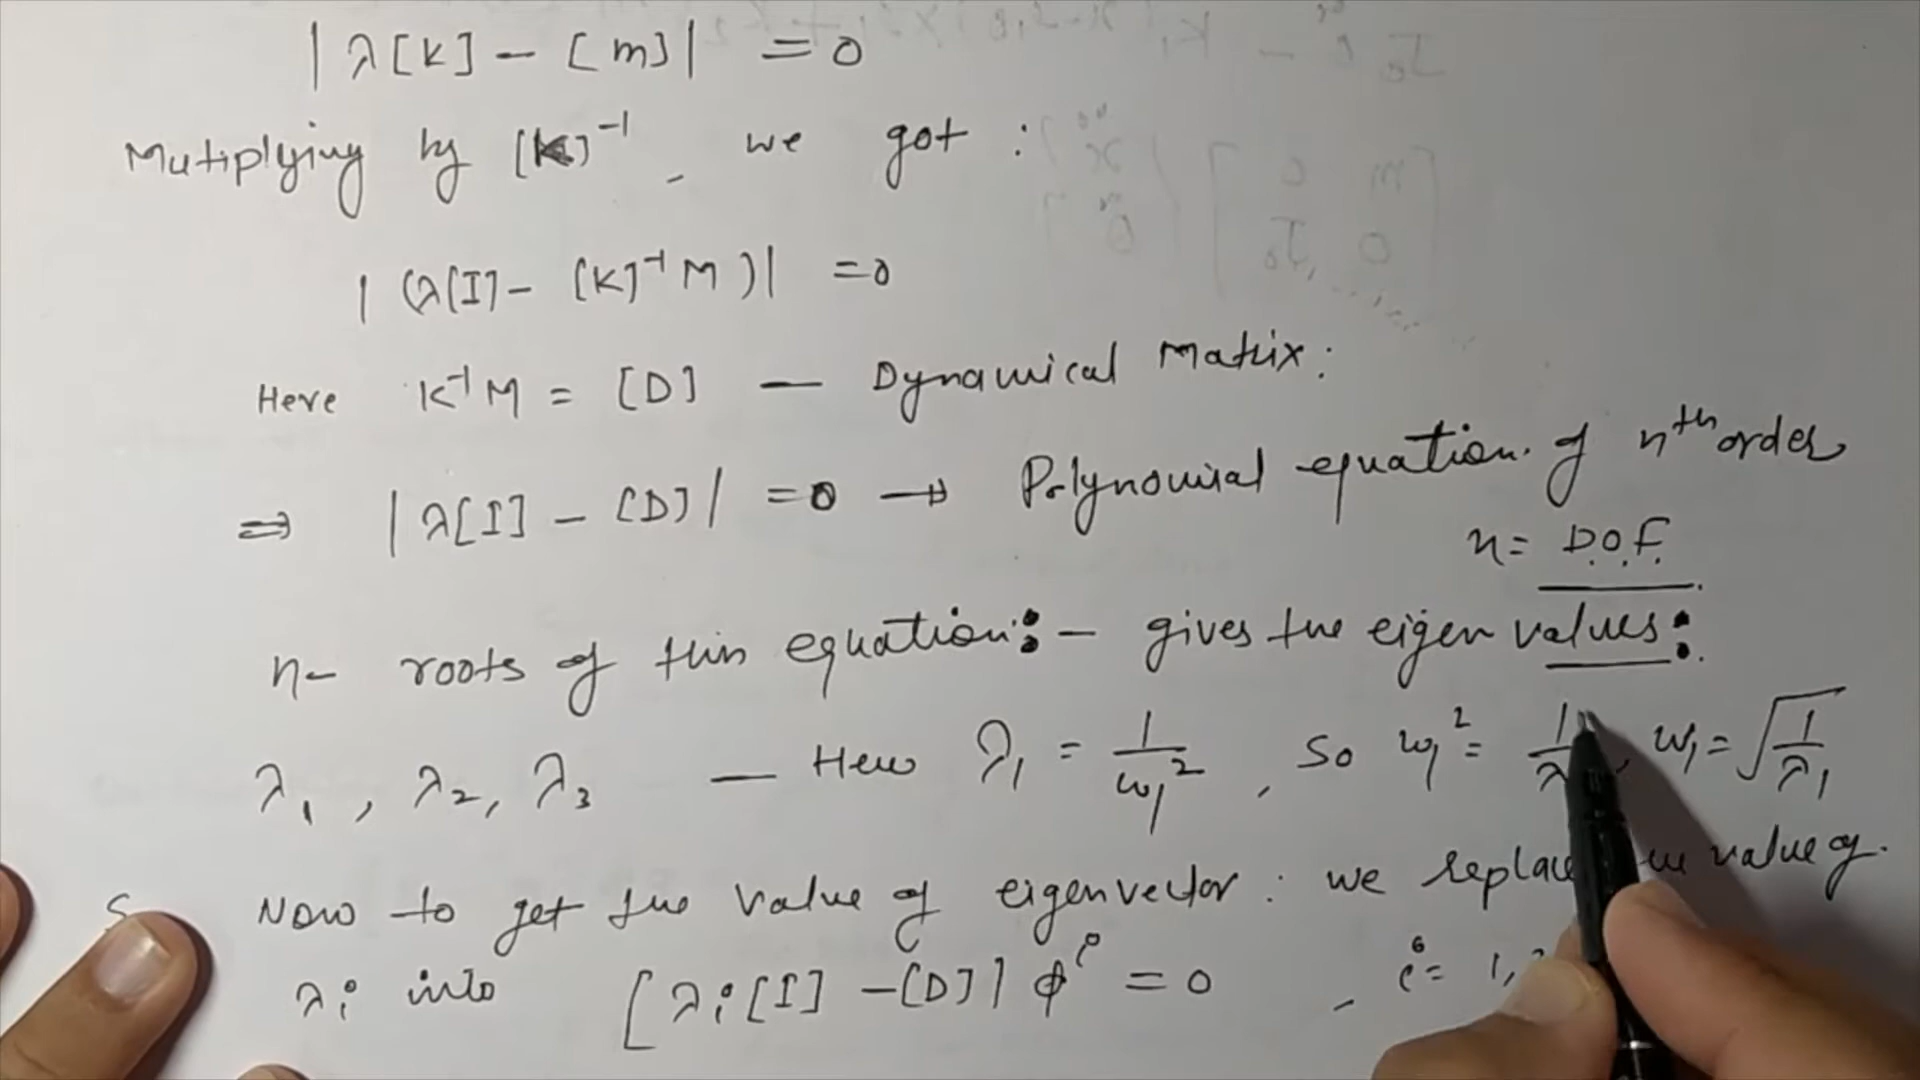 | λ[K] - [m] | = 0
Mutiplying by [K]⁻¹, we got :
| (λ[I] - [K]⁻¹ M ) | = 0
Here K⁻¹M = [D] — Dynamical Matrix :
⇒ | λ[I] - [D] | = 0 → Polynomial equation of nth order
n = D.O.F.
n- roots of this equation :- gives the eigen values :
λ₁, λ₂, λ₃ — Here λ₁ = 1/ω₁², So ω₁² = 1/λ, ω₁ = √(1/λ₁)
Now to get the value of eigenvector : we replace value of
λi into [λi[I] - [D]] ϕⁱ = 0, i = 1,